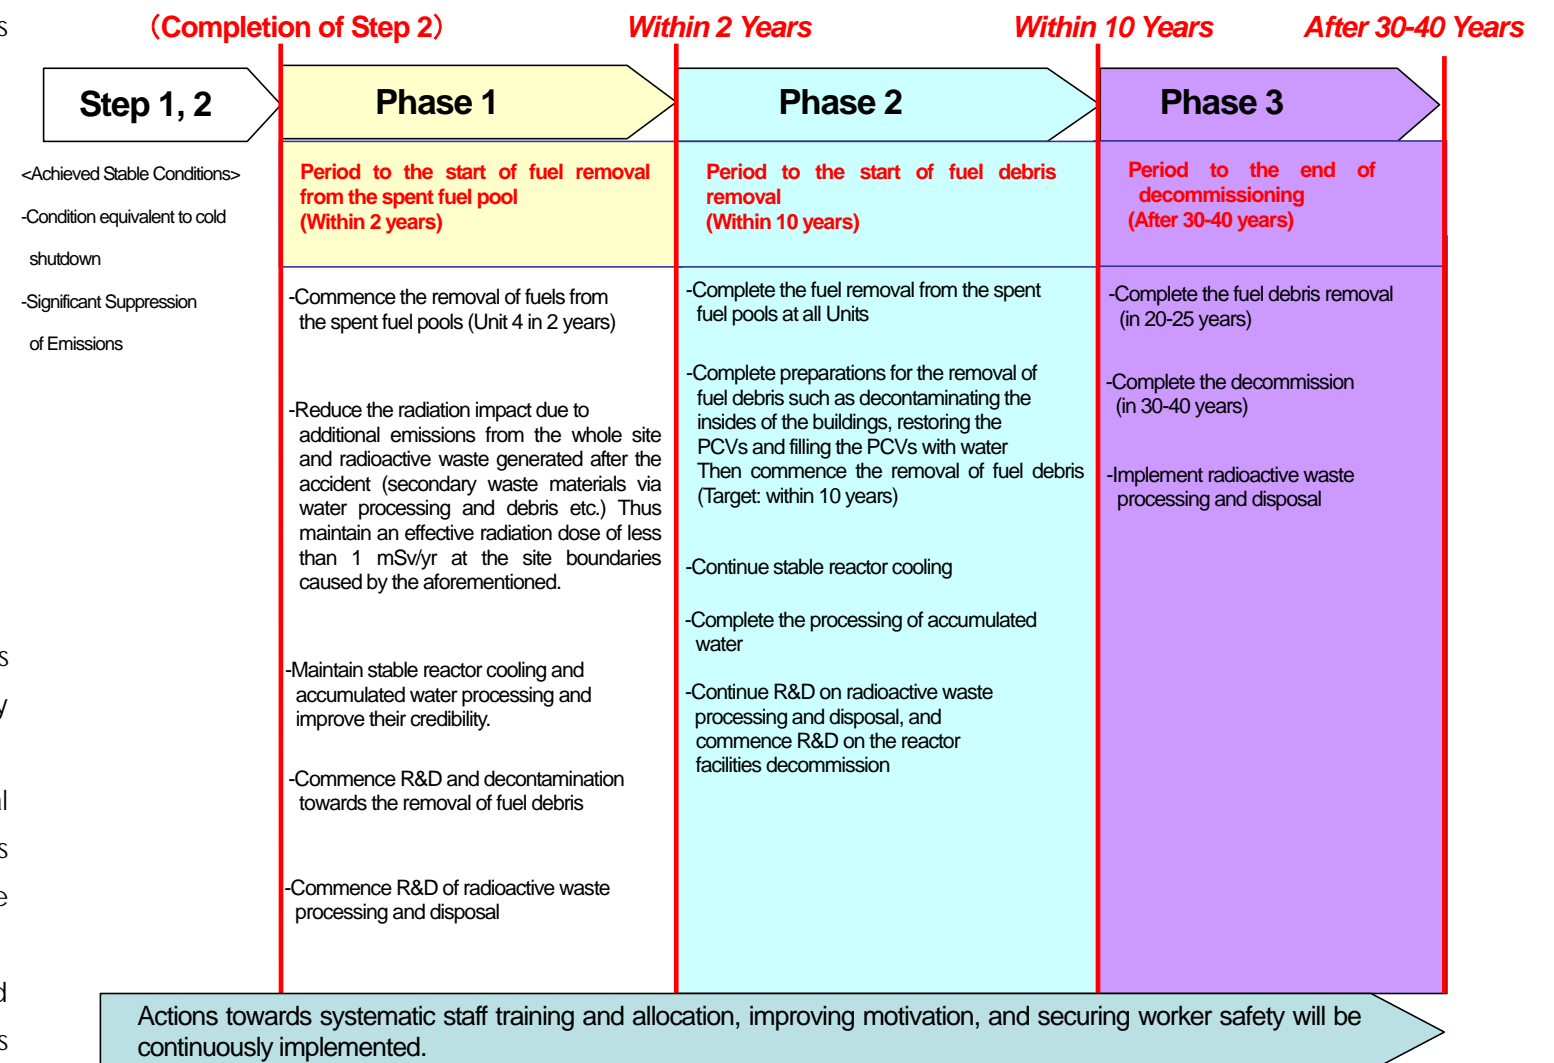 （Completion of Step 2）
Within 2 Years
Within 10 Years
After 30-40 Years
Step 1, 2
Phase 1
Phase 2
Phase 3
<Achieved Stable Conditions>
-Condition equivalent to cold
shutdown
-Significant Suppression
of Emissions
Period to the start of fuel removal
from the spent fuel pool
(Within 2 years)
-Commence the removal of fuels from
the spent fuel pools (Unit 4 in 2 years)
-Reduce the radiation impact due to
additional emissions from the whole site
and radioactive waste generated after the
accident (secondary waste materials via
water processing and debris etc.) Thus
maintain an effective radiation dose of less
than 1 mSv/yr at the site boundaries
caused by the aforementioned.
-Maintain stable reactor cooling and
accumulated water processing and
improve their credibility.
-Commence R&D and decontamination
towards the removal of fuel debris
-Commence R&D of radioactive waste
processing and disposal
Period to the start of fuel debris
removal
(Within 10 years)
-Complete the fuel removal from the spent
fuel pools at all Units
-Complete preparations for the removal of
fuel debris such as decontaminating the
insides of the buildings, restoring the
PCVs and filling the PCVs with water
Then commence the removal of fuel debris
(Target: within 10 years)
-Continue stable reactor cooling
-Complete the processing of accumulated
water
-Continue R&D on radioactive waste
processing and disposal, and
commence R&D on the reactor
facilities decommission
Period to the end of
decommissioning
(After 30-40 years)
-Complete the fuel debris removal
(in 20-25 years)
-Complete the decommission
(in 30-40 years)
-Implement radioactive waste
processing and disposal
Actions towards systematic staff training and allocation, improving motivation, and securing worker safety will be
continuously implemented.